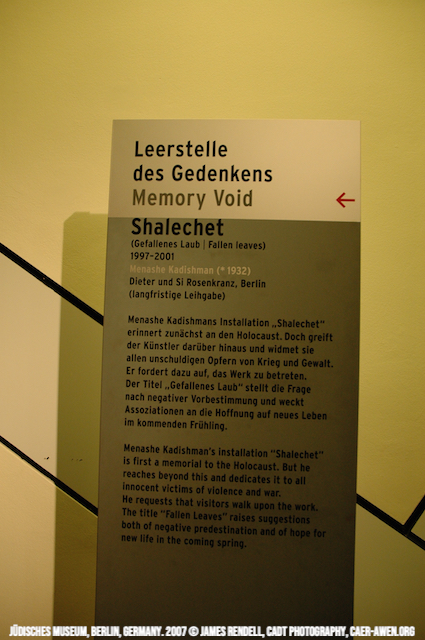 Leerstelle
des Gedenkens
Memory Void
Shalechet
(Gefallenes Laub | Fallen leaves)
1997-2001
Menashe Kadishman (* 1932)
Dieter und Si Rosenkranz, Berlin
(langfristige Leihgabe)
Menashe Kadishmans Installation „Shalechet“
erinnert zunächst an den Holocaust. Doch greift
der Künstler darüber hinaus und widmet sie
allen unschuldigen Opfern von Krieg und Gewalt.
Er fordert dazu auf, das Werk zu betreten.
Der Titel „Gefallenes Laub“ stellt die Frage
nach negativer Vorbestimmung und weckt
Assoziationen an die Hoffnung auf neues Leben
im kommenden Frühling.
Menashe Kadishman's installation "Shalechet"
is first a memorial to the Holocaust. But he
reaches beyond this and dedicates it to all
innocent victims of violence and war.
He requests that visitors walk upon the work.
The title "Fallen Leaves" raises suggestions
both of negative predestination and of hope for
new life in the coming spring.
JÜDISCHES MUSEUM, BERLIN, GERMANY. 2007 © JAMES RENDELL, CADT PHOTOGRAPHY, CAER-AWEN.ORG